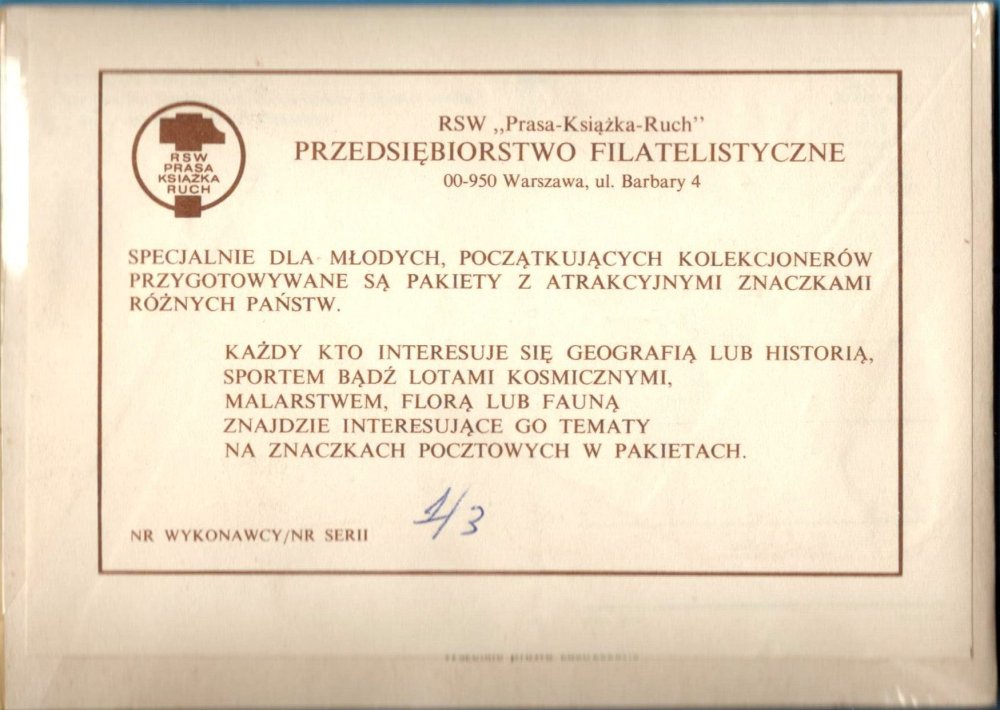 RSW
PRASA
KSIĄŻKA
RUCH
RSW „Prasa-Książka-Ruch”
PRZEDSIĘBIORSTWO FILATELISTYCZNE
00-950 Warszawa, ul. Barbary 4
SPECJALNIE DLA MŁODYCH, POCZĄTKUJĄCYCH KOLEKCJONERÓW
PRZYGOTOWYWANE SĄ PAKIETY Z ATRAKCYJNYMI ZNACZKAMI
RÓŻNYCH PAŃSTW.
KAŻDY KTO INTERESUJE SIĘ GEOGRAFIĄ LUB HISTORIĄ,
SPORTEM BĄDŹ LOTAMI KOSMICZNYMI,
MALARSTWEM, FLORĄ LUB FAUNĄ
ZNAJDZIE INTERESUJĄCE GO TEMATY
NA ZNACZKACH POCZTOWYCH W PAKIETACH.
NR WYKONAWCY/NR SERII 1/3